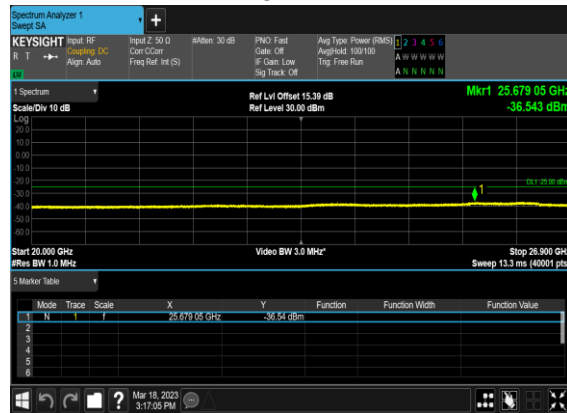 Spectrum Analyzer 1
Swept SA
+
KEYSIGHT Input: RF Input Z: 50 Ω #Atten: 30 dB PNO: Fast Avg Type: Power (RMS) 1 2 3 4 5 6
R T Coupling: DC Corr CCorr Gate: Off Avg|Hold: 100/100 A W W W W W
Align: Auto Freq Ref: Int (S) IF Gain: Low Trig: Free Run
Sig Track: Off A N N N N N
1 Spectrum Ref Lvl Offset 15.39 dB Mkr1 25.679 05 GHz
Scale/Div 10 dB Ref Level 30.00 dBm -36.543 dBm
Log
20.0
10.0
0.00
-10.0
-20.0 DL1 -25.00 dBm
-30.0 1
-40.0
-50.0
-60.0
Start 20.000 GHz Video BW 3.0 MHz* Stop 26.900 GHz
#Res BW 1.0 MHz Sweep 13.3 ms (40001 pts)
5 Marker Table
Mode Trace Scale X Y Function Function Width Function Value
1 N 1 f 25.679 05 GHz -36.54 dBm
2
3
4
5
6
? Mar 18, 2023
3:17:05 PM